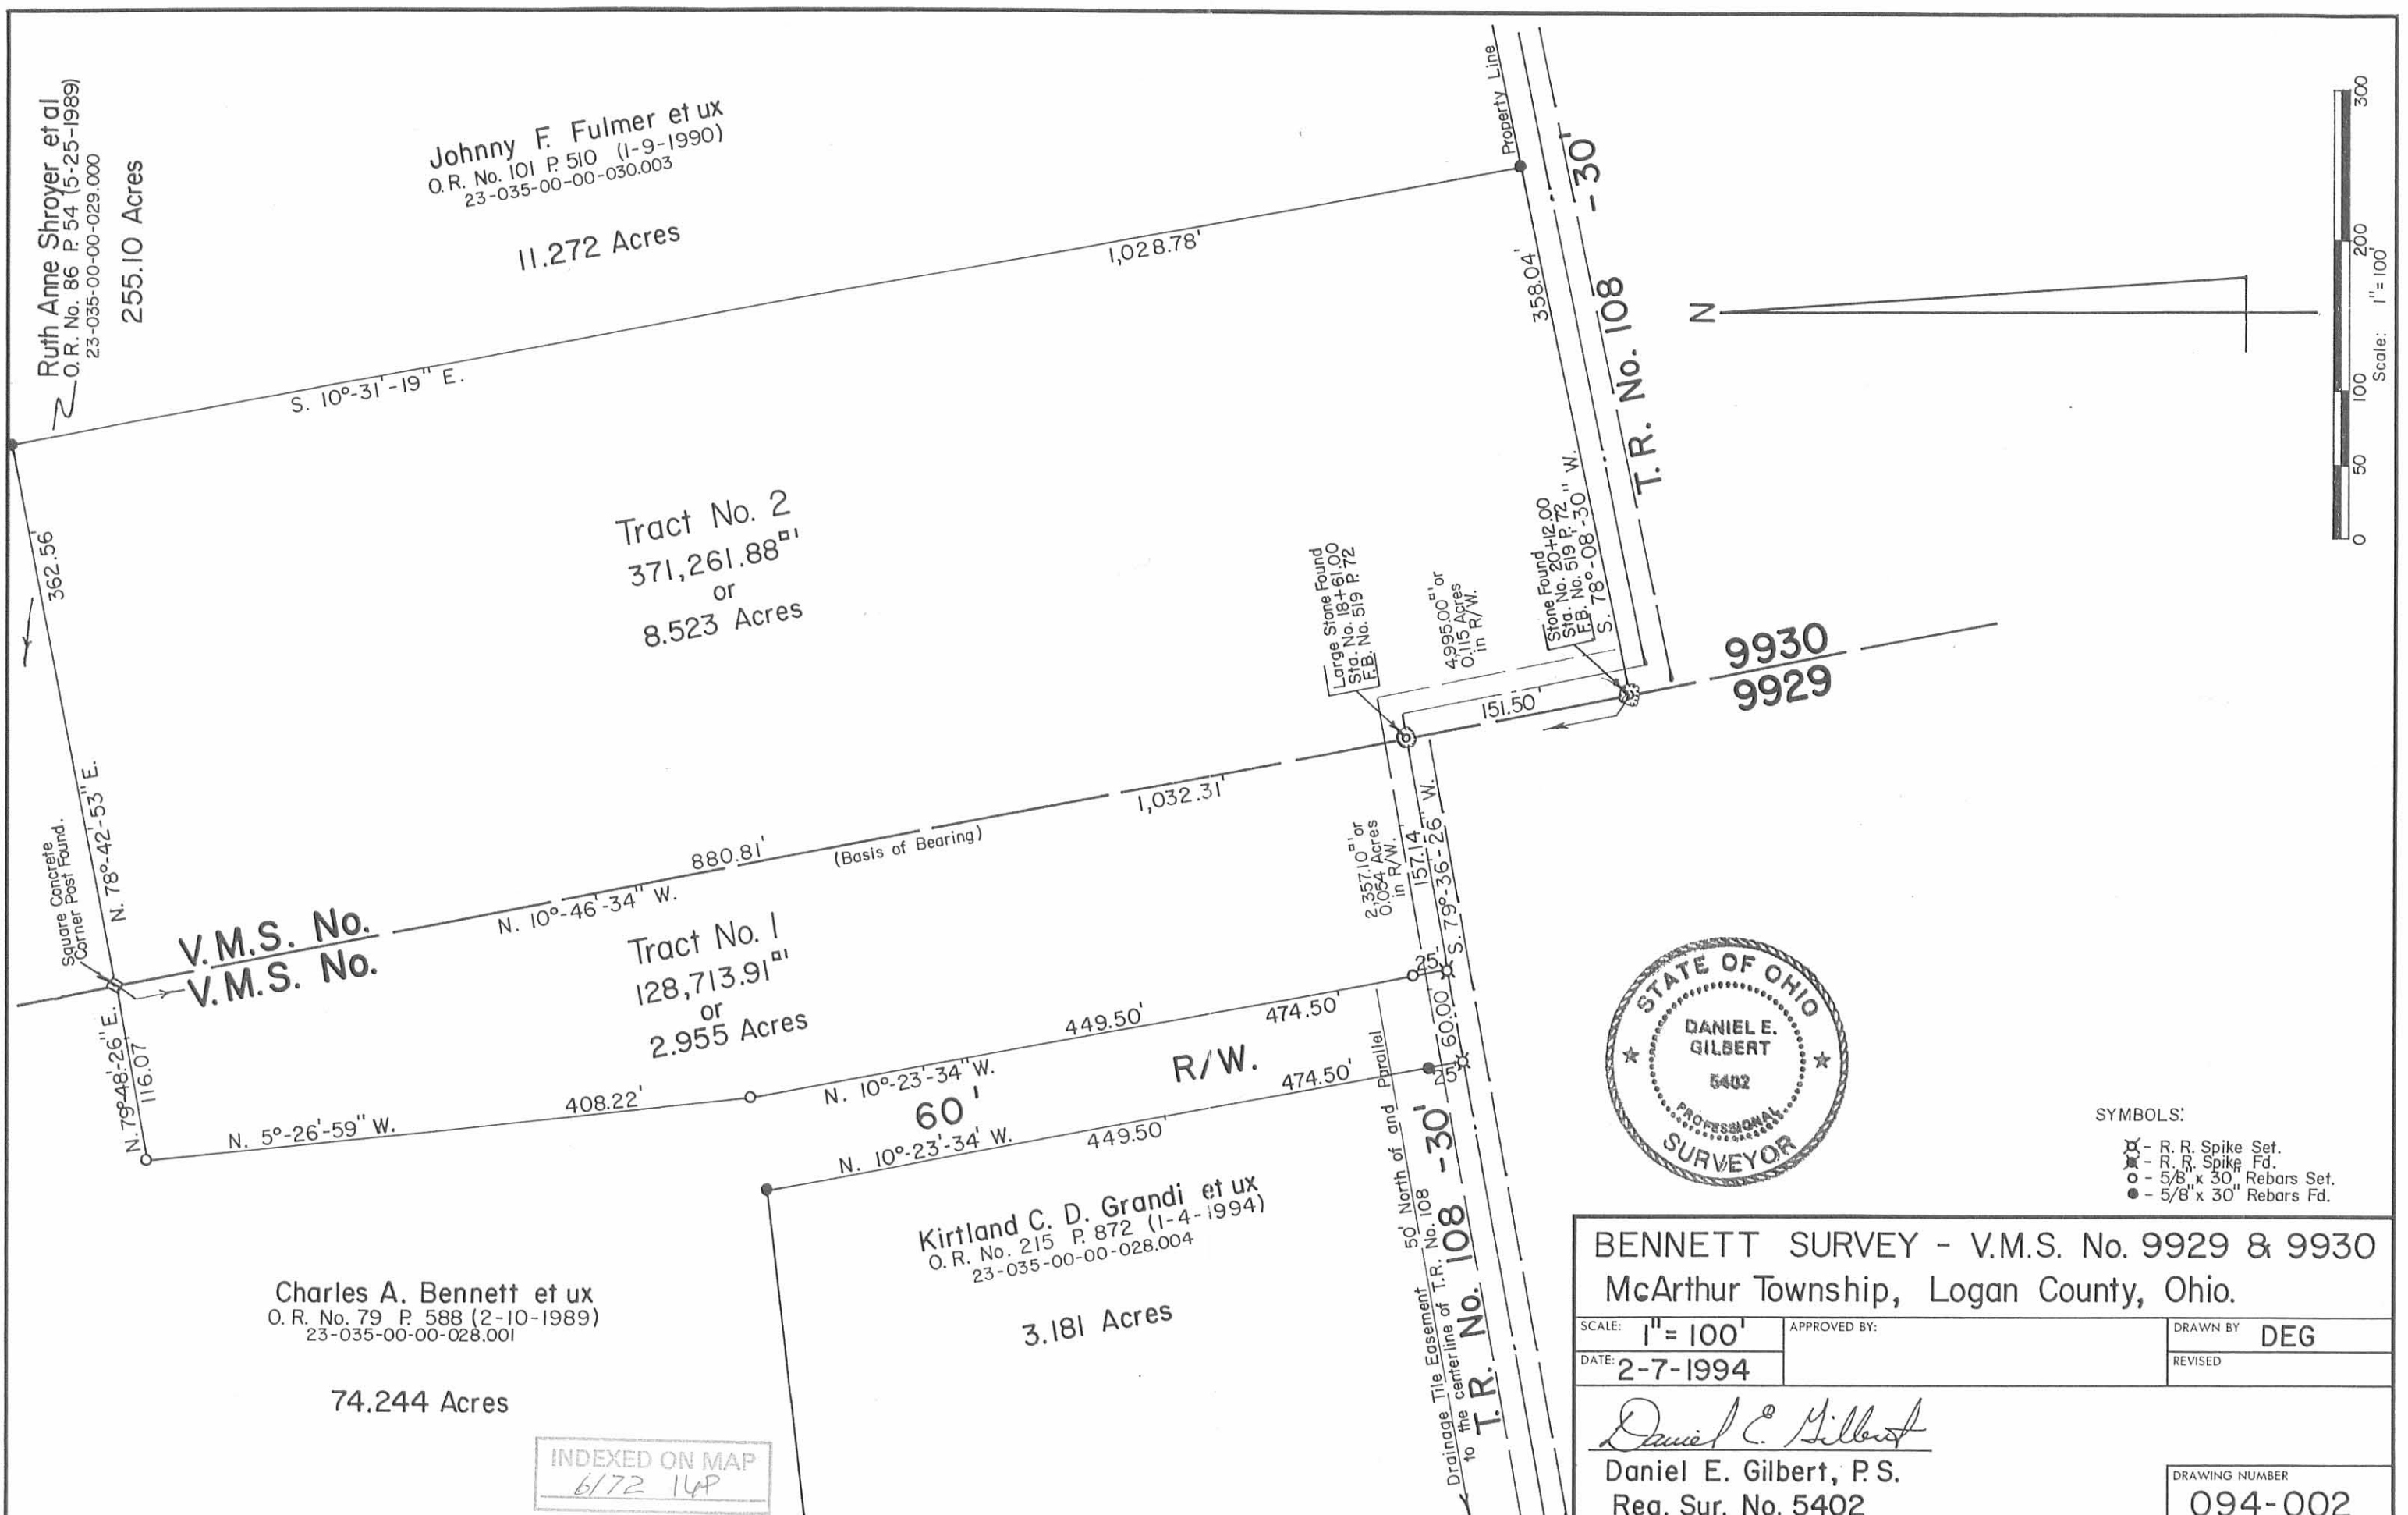 Ruth Anne Shroyer et al
O.R. No. 86 P. 54 (5-25-1989)
23-035-00-00-029.000
255.10 Acres
Johnny F. Fulmer et ux
O.R. No. 101 P. 510 (1-9-1990)
23-035-00-00-030.003
11.272 Acres
1,028.78'
S. 10°-31'-19" E.
Property Line
358.04'
S. 78°-08'-30" W.
T.R. No. 108 - 30'
N
0 50 100 200 300
Scale: 1"= 100'
362.56'
N. 78°-42'-53" E.
Tract No. 2
371,261.88□'
or
8.523 Acres
Large Stone Found
Sta. No. 18+61.00
F.B. No. 519 P. 72
4,995.00□' or
0.115 Acres
in R/W.
Stone Found
Sta. No. 20+12.00
F.B. No. 519 P. 72
151.50'
9930
9929
1,032.31'
880.81'
(Basis of Bearing)
N. 10°-46'-34" W.
Square Concrete
Corner Post Found.
V.M.S. No.
V.M.S. No.
Tract No. 1
128,713.91□'
or
2.955 Acres
2,357.10□' or
0.054 Acres
in R/W.
157.14'
S. 79°-36'-26" W.
25'
60.00'
25'
N. 79°-48'-26" E.
116.07
N. 5°-26'-59" W.
408.22'
449.50'
474.50'
N. 10°-23'-34" W.
60' R/W.
474.50'
N. 10°-23'-34' W.
449.50'
Kirtland C. D. Grandi et ux
O. R. No. 215 P. 872 (1-4-1994)
23-035-00-00-028.004
3.181 Acres
Drainage Tile Easement 50' North of and Parallel
to the centerline of T.R. No. 108
T.R. No. 108 -30'
Charles A. Bennett et ux
O. R. No. 79 P. 588 (2-10-1989)
23-035-00-00-028.001
74.244 Acres
INDEXED ON MAP
6172 14P
STATE OF OHIO
DANIEL E.
GILBERT
5402
PROFESSIONAL
SURVEYOR
SYMBOLS:
- R. R. Spike Set.
- R. R. Spike Fd.
- 5/8"x 30" Rebars Set.
- 5/8"x 30" Rebars Fd.
BENNETT SURVEY - V.M.S. No. 9929 & 9930
McArthur Township, Logan County, Ohio.
SCALE: 1"= 100'
APPROVED BY:
DRAWN BY DEG
DATE: 2-7-1994
REVISED
Daniel E. Gilbert
Daniel E. Gilbert, P.S.
Reg. Sur. No. 5402
DRAWING NUMBER
094-002